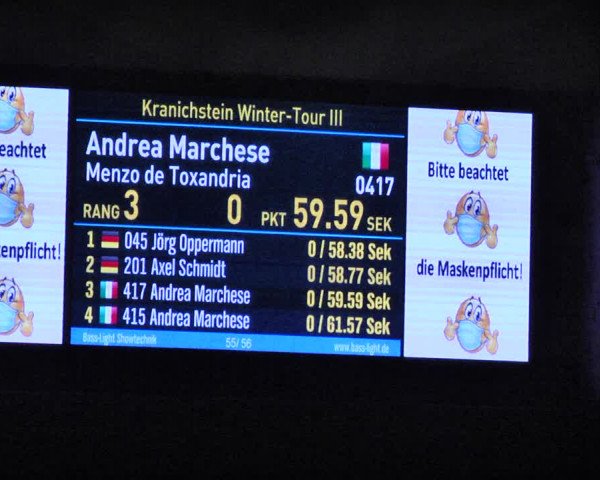 Kranichstein Winter-Tour III
Andrea Marchese
Menzo de Toxandria
0417
RANG 3 0 PKT 59.59 SEK
1 045 Jörg Oppermann 0 / 58.38 Sek
2 201 Axel Schmidt 0 / 58.77 Sek
3 417 Andrea Marchese 0 / 59.59 Sek
4 415 Andrea Marchese 0 / 61.57 Sek
Bass-Light Showtechnik 55/ 56 www.bass-light.de
eachtet
enpflicht!
Bitte beachtet
die Maskenpflicht!